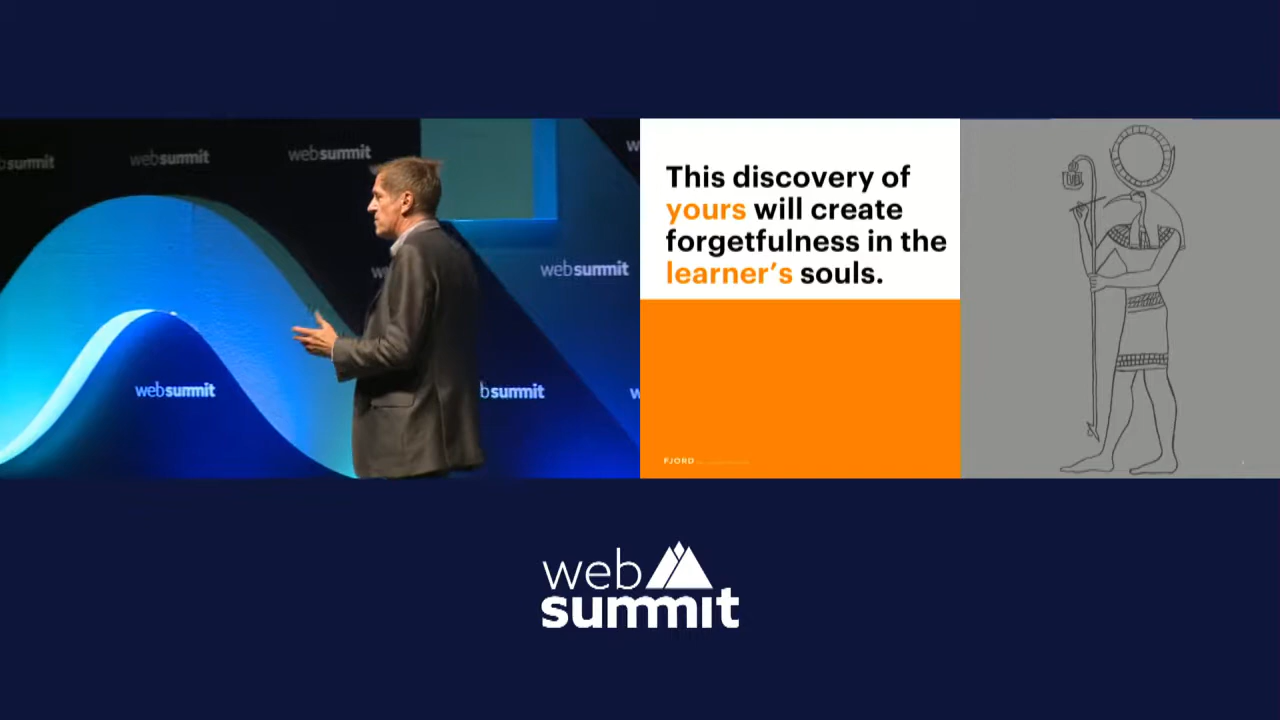 websummit
websummit
websummit
This discovery of
yours will create
forgetfulness in the
learner's souls.
websummit
websummit
bsummit
FJORD
web
summit